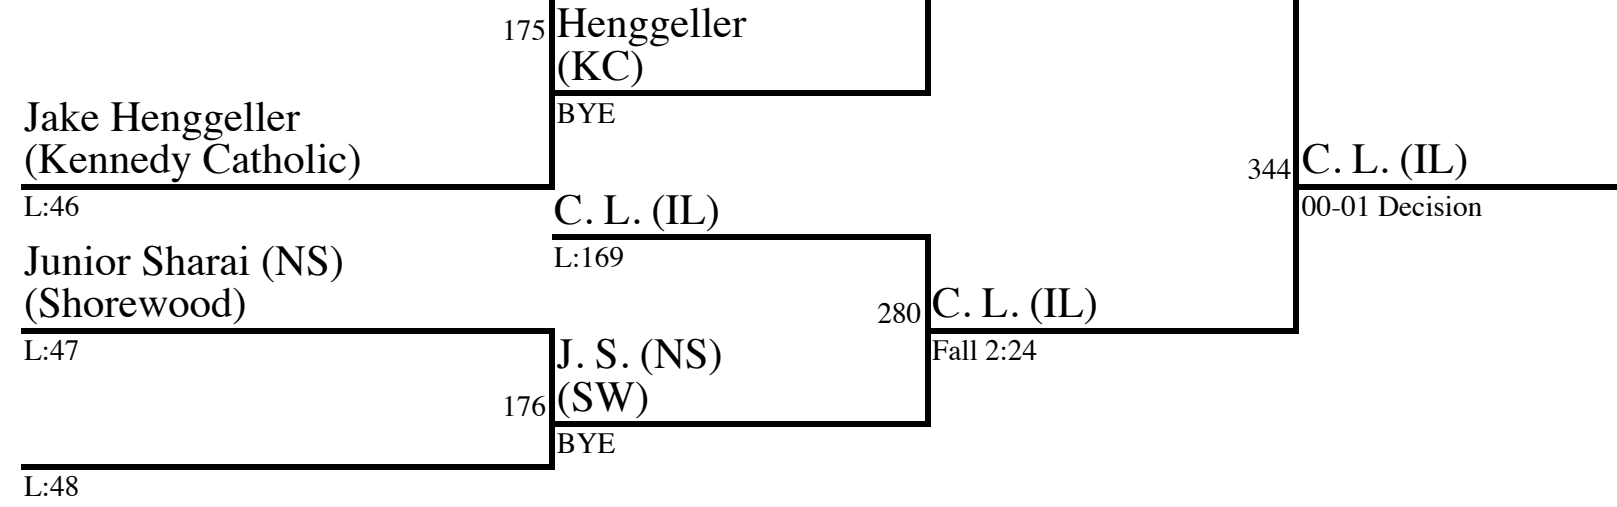 175
Henggeller
(KC)
BYE
Jake Henggeller
(Kennedy Catholic)
L:46
C. L. (IL)
L:169
344
C. L. (IL)
00-01 Decision
Junior Sharai (NS)
(Shorewood)
L:47
280
C. L. (IL)
Fall 2:24
J. S. (NS)
176
(SW)
BYE
L:48